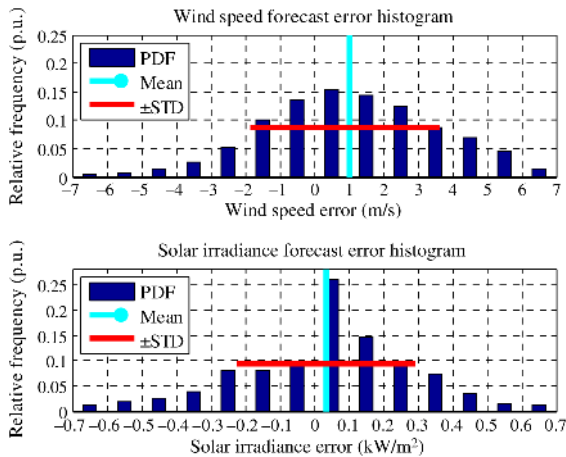 Wind speed forecast error histogram
Relative frequency (p.u.)
0.25
0.2
0.15
0.1
0.05
0
PDF
Mean
±STD
−7 −6 −5 −4 −3 −2 −1 0 1 2 3 4 5 6 7
Wind speed error (m/s)
Solar irradiance forecast error histogram
Relative frequency (p.u.)
0.25
0.2
0.15
0.1
0.05
0
PDF
Mean
±STD
−0.7 −0.6 −0.5 −0.4 −0.3 −0.2 −0.1 0 0.1 0.2 0.3 0.4 0.5 0.6 0.7
Solar irradiance error (kW/m²)